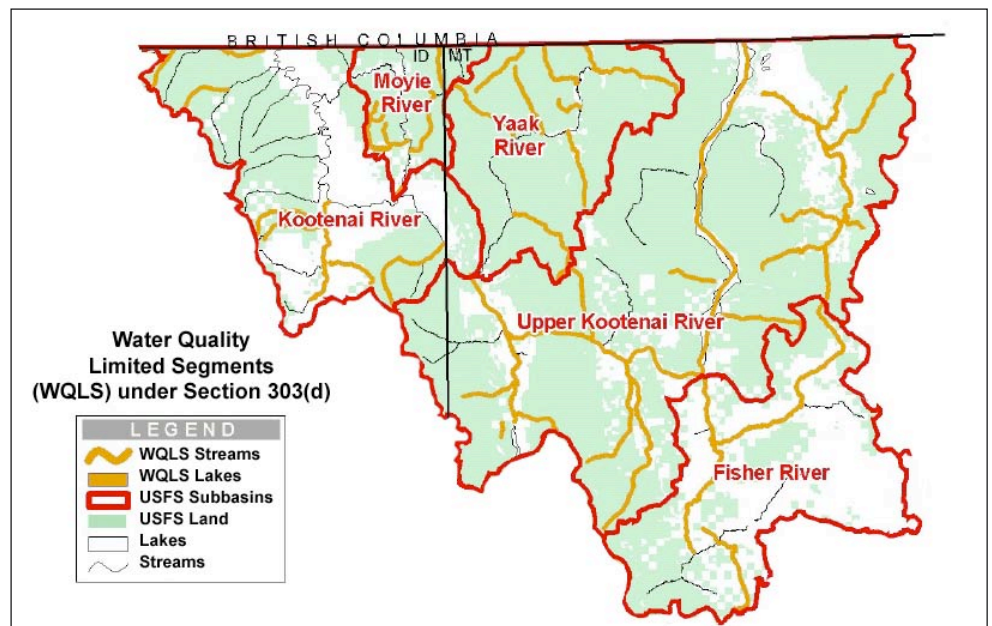 BRITISH COLUMBIA
ID MT
Moyie
River
Yaak
River
Kootenai River
Upper Kootenai River
Fisher River
Water Quality
Limited Segments
(WQLS) under Section 303(d)
LEGEND
WQLS Streams
WQLS Lakes
USFS Subbasins
USFS Land
Lakes
Streams